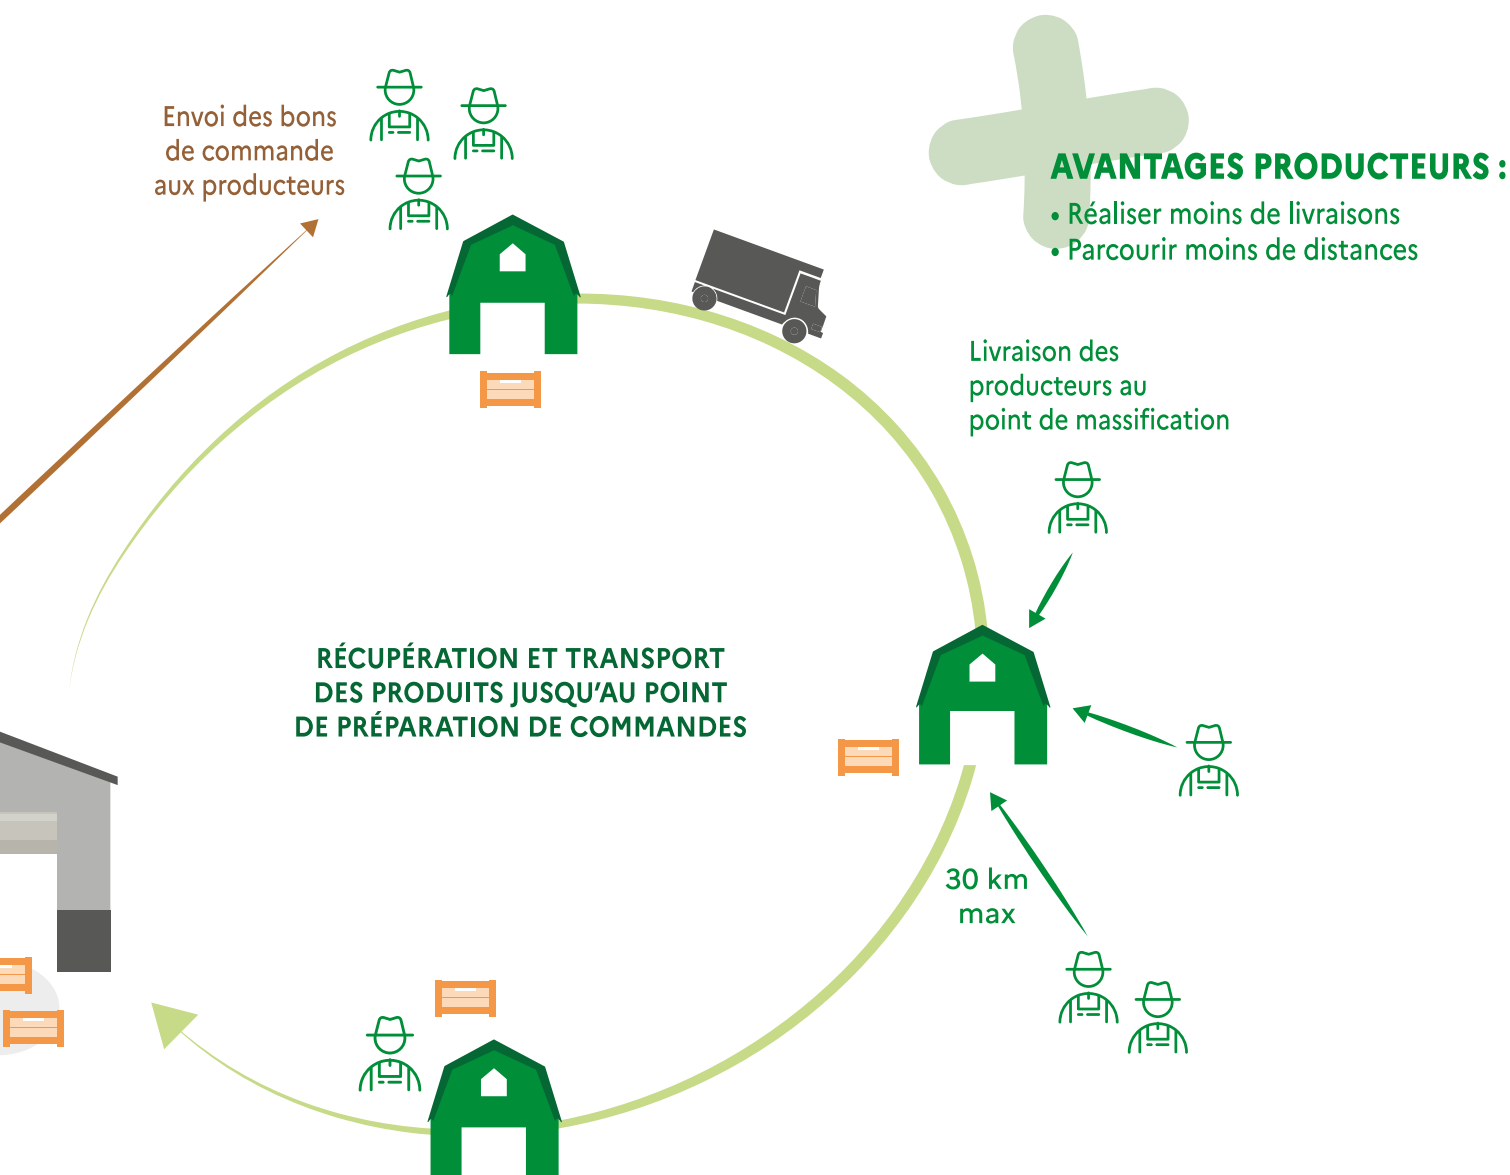 Envoi des bons
de commande
aux producteurs
AVANTAGES PRODUCTEURS :
• Réaliser moins de livraisons
• Parcourir moins de distances
Livraison des
producteurs au
point de massification
RÉCUPÉRATION ET TRANSPORT
DES PRODUITS JUSQU’AU POINT
DE PRÉPARATION DE COMMANDES
30 km
max